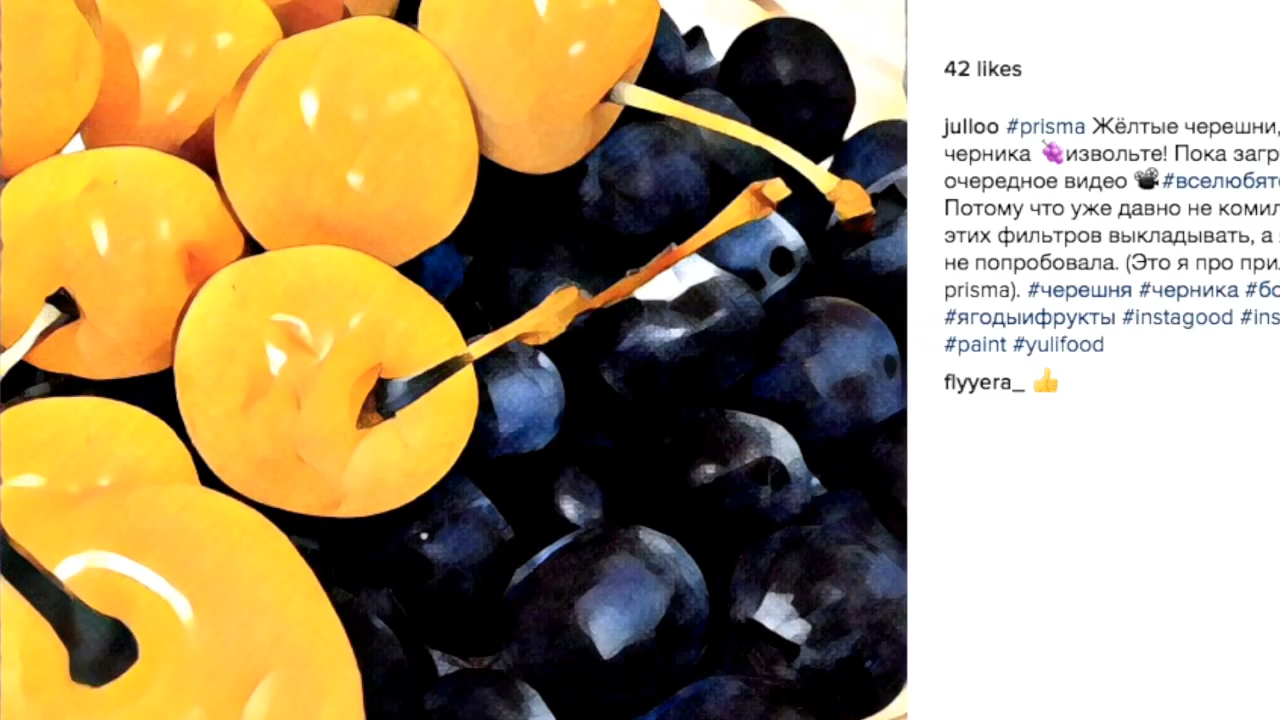 42 likes
julloo #prisma Жёлтые черешни,
черника 🍇извольте! Пока загр
очередное видео 🎥#вселюбят
Потому что уже давно не комил
этих фильтров выкладывать, а
не попробовала. (Это я про при
prisma). #черешня #черника #бо
#ягодыифрукты #instagood #ins
#paint #yulifood
flyyera_ 👍